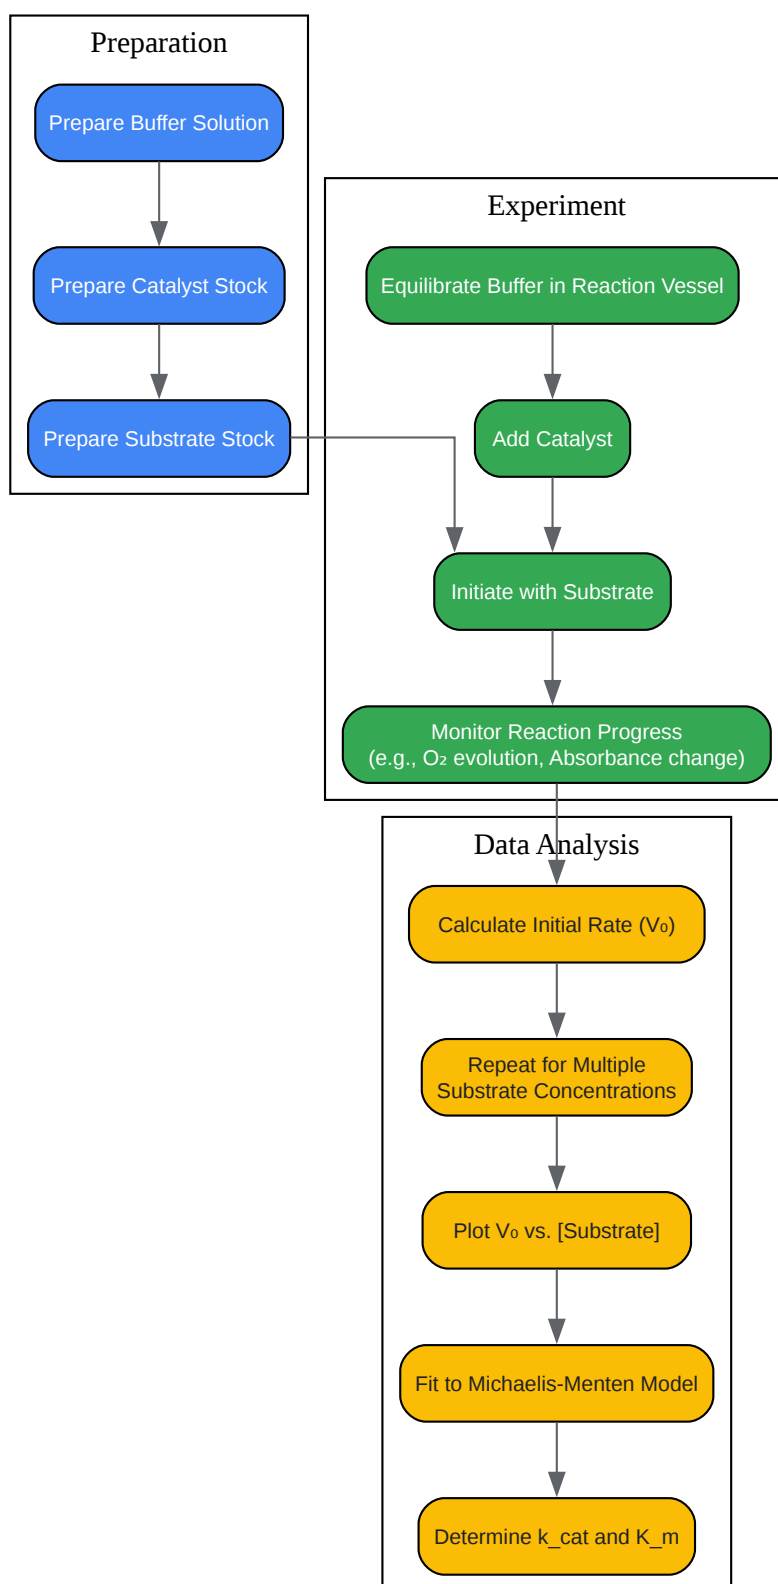 Preparation
Prepare Buffer Solution
Prepare Catalyst Stock
Prepare Substrate Stock
Experiment
Equilibrate Buffer in Reaction Vessel
Add Catalyst
Initiate with Substrate
Monitor Reaction Progress
(e.g., O₂ evolution, Absorbance change)
Data Analysis
Calculate Initial Rate (V₀)
Repeat for Multiple
Substrate Concentrations
Plot V₀ vs. [Substrate]
Fit to Michaelis-Menten Model
Determine k_cat and K_m